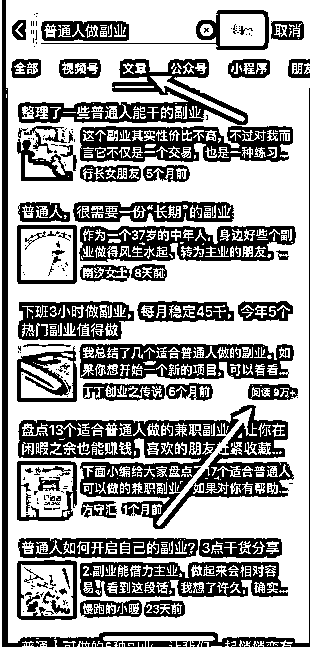 普通人做副业
取消
全部 视频号 文章 公众号 小程序 朋友
整理了一些普通人能干的副业
这个副业其实性价比不高，不过对我而
言它不仅是一个交易，也是一种练习...
行长女朋友 5个月前
普通人，很需要一份“长期”的副业
作为一个37岁的中年人，身边好些个副
业做得风生水起、转为主业的朋友，...
南汐女士 8天前
下班3小时做副业，每月稳定45千，今年5个
热门副业值得做
我总结了几个适合普通人做的副业，如
果你想开始一个新的项目，可以看看...
丁丁创业之传说 6个月前
阅读 9万+
盘点13个适合普通人做的兼职副业，让你在
闲暇之余也能赚钱，喜欢的朋友赶紧收藏...
下面小编给大家盘点了17个适合普通人
可以做的兼职副业，如果对你有帮助...
1个月前
普通人如何开启自己的副业？3点干货分享
2.副业能借力主业，做起来会相对容
易、看到这段话，我想了许久，确实...
慢跑的小暖 23天前